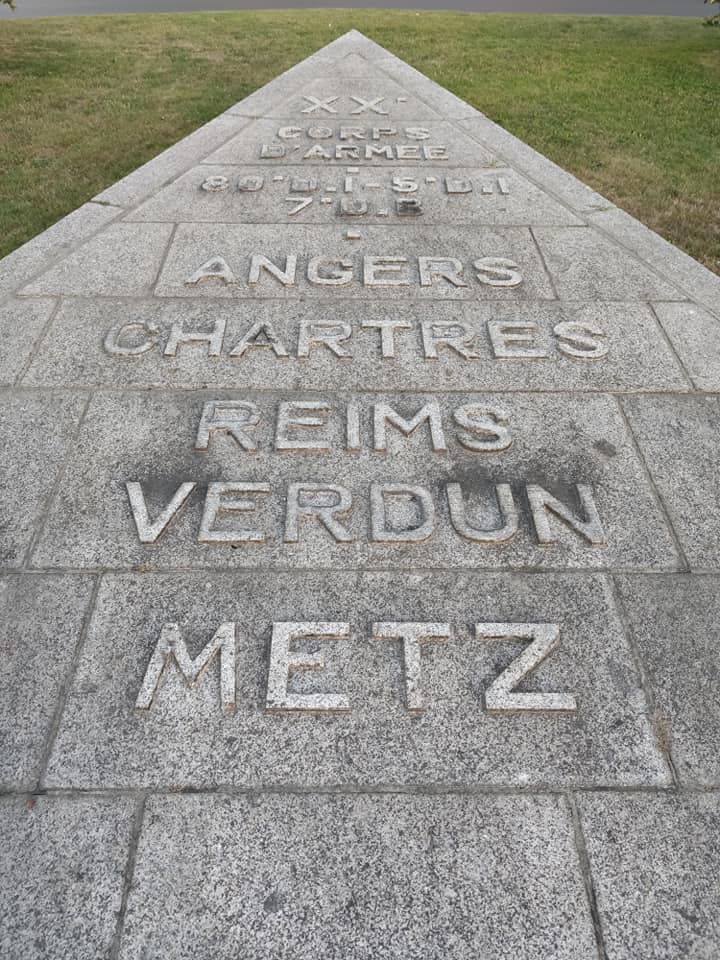 XX°
CORPS
D'ARMEE
80°D.I-5°D.I
7°D.B
ANGERS
CHARTRES
REIMS
VERDUN
METZ